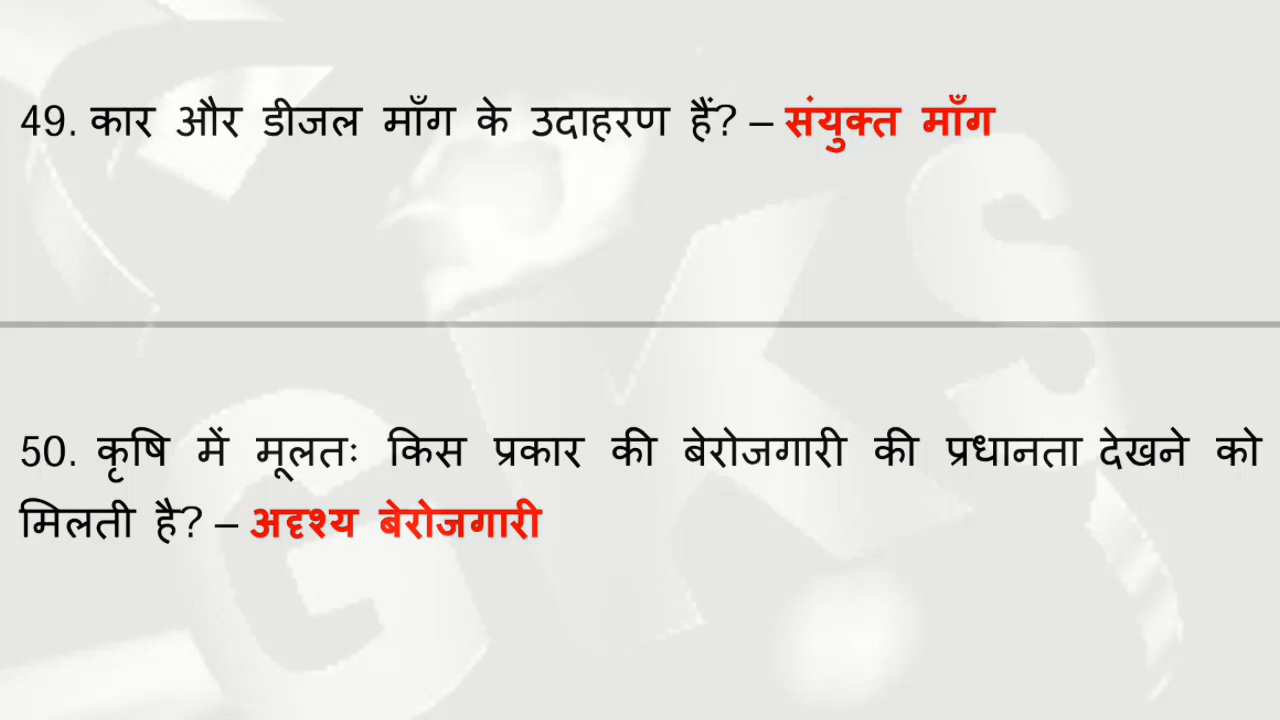 49. कार और डीजल माँग के उदाहरण हैं? – संयुक्त माँग
50. कृषि में मूलतः किस प्रकार की बेरोजगारी की प्रधानता देखने को
मिलती है? – अदृश्य बेरोजगारी